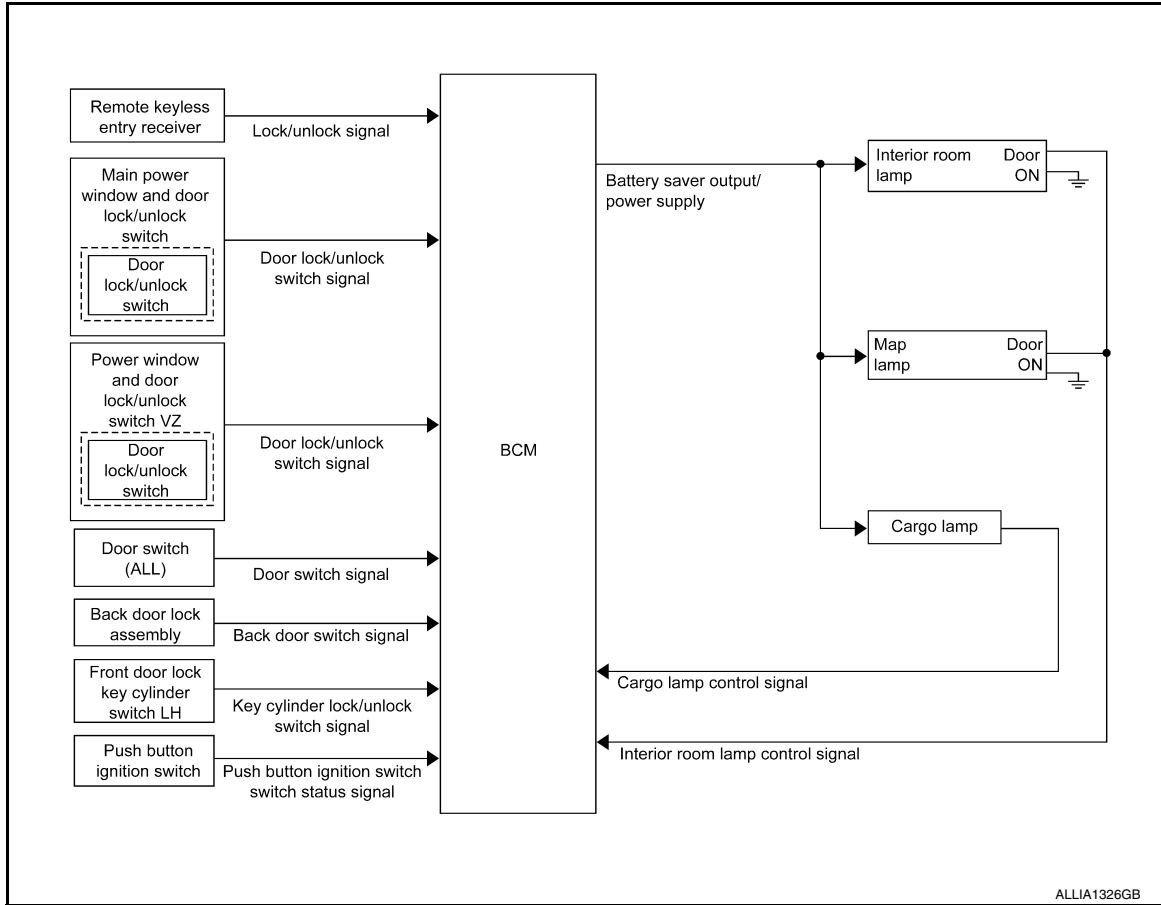 Remote keyless
entry receiver
Lock/unlock signal
Main power
window and door
lock/unlock
switch
Door
lock/unlock
switch
Door lock/unlock
switch signal
Power window
and door
lock/unlock
switch VZ
Door
lock/unlock
switch
Door lock/unlock
switch signal
Door switch
(ALL)
Door switch signal
Back door lock
assembly
Back door switch signal
Front door lock
key cylinder
switch LH
Key cylinder lock/unlock
switch signal
Push button
ignition switch
Push button ignition switch
switch status signal
BCM
Battery saver output/
power supply
Interior room Door
lamp ON
Map Door
lamp ON
Cargo lamp
Cargo lamp control signal
Interior room lamp control signal
ALLIA1326GB